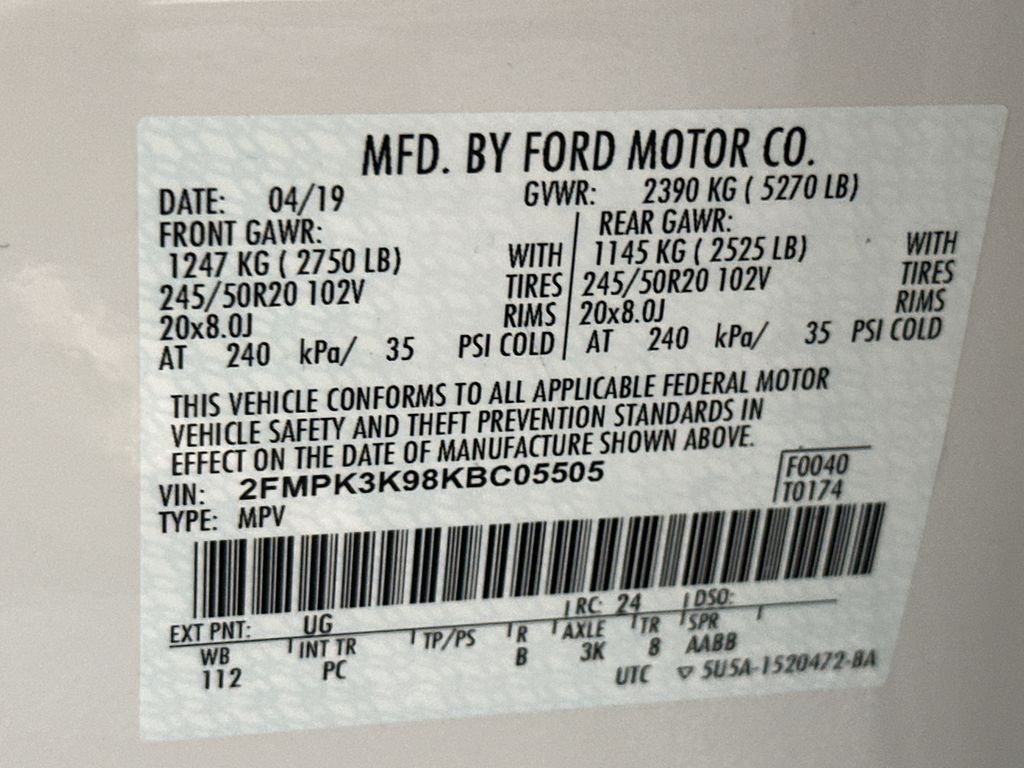 MFD. BY FORD MOTOR CO.
DATE: 04/19 GVWR: 2390 KG ( 5270 LB)
FRONT GAWR: REAR GAWR:
1247 KG ( 2750 LB) WITH 1145 KG ( 2525 LB) WITH
245/50R20 102V TIRES 245/50R20 102V TIRES
20x8.0J RIMS 20x8.0J RIMS
AT 240 kPa/ 35 PSI COLD AT 240 kPa/ 35 PSI COLD
THIS VEHICLE CONFORMS TO ALL APPLICABLE FEDERAL MOTOR
VEHICLE SAFETY AND THEFT PREVENTION STANDARDS IN
EFFECT ON THE DATE OF MANUFACTURE SHOWN ABOVE.
VIN: 2FMPK3K98KBC05505 F0040
TYPE: MPV T0174
EXT PNT: UG RC: 24 DSO:
WB INT TR TP/PS R AXLE TR SPR
112 PC B 3K 8 AABB
UTC ▽ 5U5A-1520472-BA